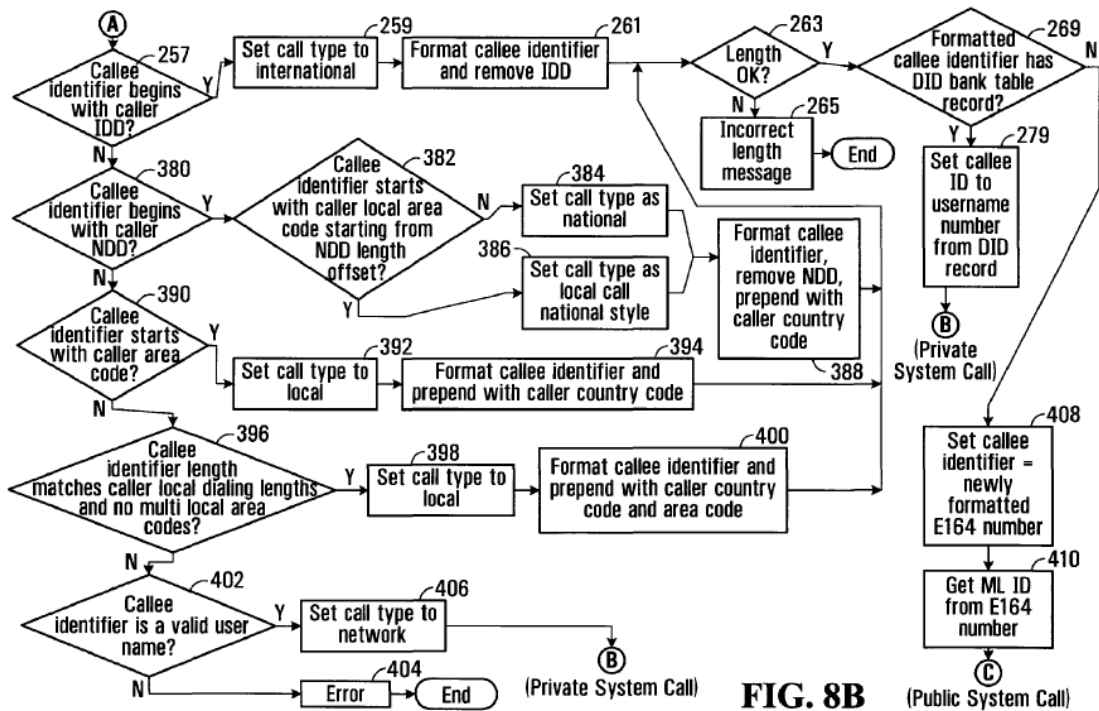 A
257
Callee
identifier begins
with caller
IDD?
Y
N
259
Set call type to
international
261
Format callee identifier
and remove IDD
263
Length
OK?
Y
N
265
Incorrect
length
message
End
269
Formatted
callee identifier has
DID bank table
record?
N
Y
279
Set callee
ID to
username
number
from DID
record
B
(Private
System Call)
380
Callee
identifier begins
with caller
NDD?
Y
N
382
Callee
identifier starts
with caller local area
code starting from
NDD length
offset?
N
Y
384
Set call type as
national
386
Set call type as
local call
national style
Format callee
identifier,
remove NDD,
prepend with
caller country
code
388
390
Callee
identifier starts
with caller area
code?
Y
N
392
Set call type to
local
394
Format callee identifier and
prepend with caller country code
396
Callee
identifier length
matches caller local dialing lengths
and no multi local area
codes?
Y
N
398
Set call type to
local
400
Format callee identifier and
prepend with caller country
code and area code
408
Set callee
identifier =
newly
formatted
E164 number
410
Get ML ID
from E164
number
C
(Public System Call)
402
Callee
identifier is a valid user
name?
Y
N
406
Set call type to
network
B
(Private System Call)
404
Error
End
FIG. 8B